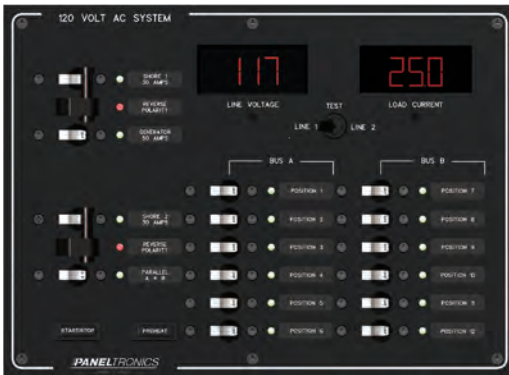 120 VOLT AC SYSTEM
117
250
LINE VOLTAGE
TEST
LOAD CURRENT
LINE 1
LINE 2
SHORE 1
30 AMPS
REVERSE
POLARITY
GENERATOR
50 AMPS
BUS A
BUS B
POSITION 1
POSITION 7
POSITION 2
POSITION 8
SHORE 2
30 AMPS
POSITION 3
POSITION 9
REVERSE
POLARITY
POSITION 4
POSITION 10
PARALLEL
A + B
POSITION 5
POSITION 11
START/STOP
PREHEAT
POSITION 6
POSITION 12
PANELTRONICS